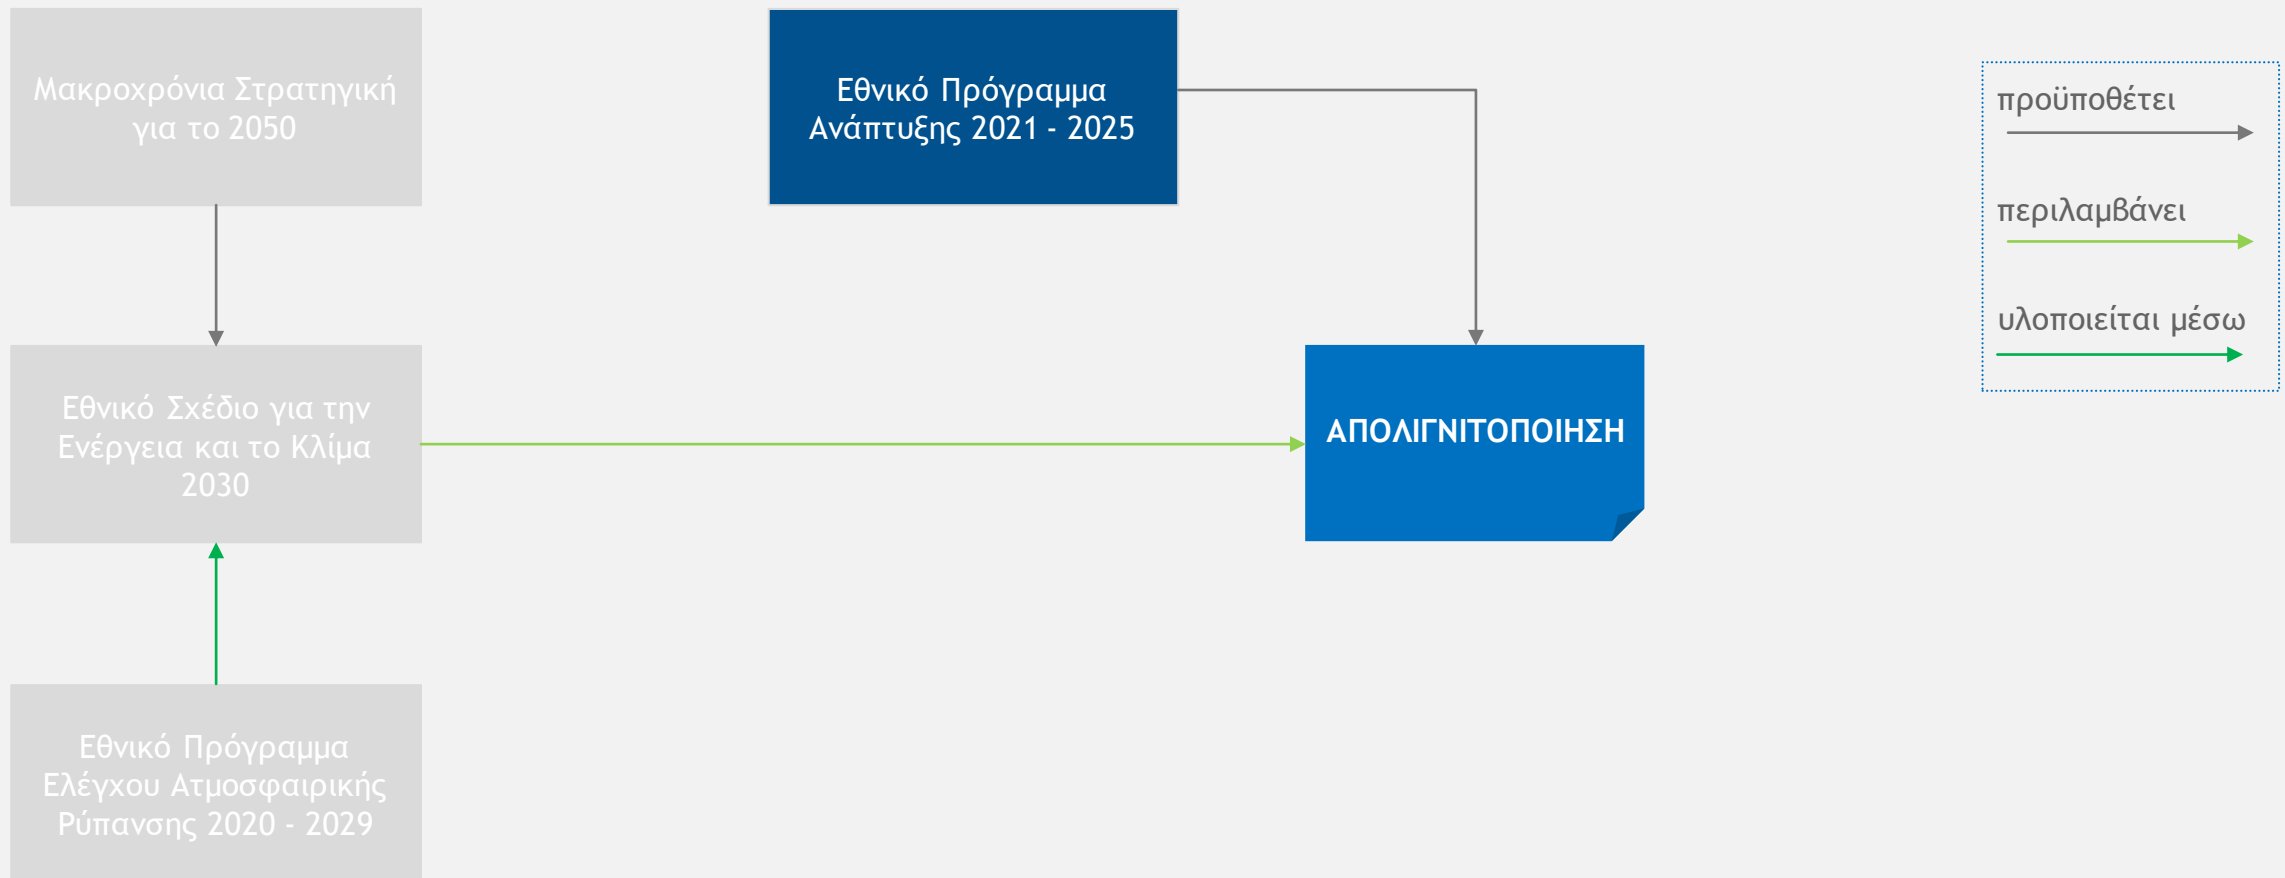 Μακροχρόνια Στρατηγική
για το 2050
Εθνικό Πρόγραμμα
Ανάπτυξης 2021 - 2025
προϋποθέτει
περιλαμβάνει
υλοποιείται μέσω
Εθνικό Σχέδιο για την
Ενέργεια και το Κλίμα
2030
ΑΠΟΛΙΓΝΙΤΟΠΟΙΗΣΗ
Εθνικό Πρόγραμμα
Ελέγχου Ατμοσφαιρικής
Ρύπανσης 2020 - 2029